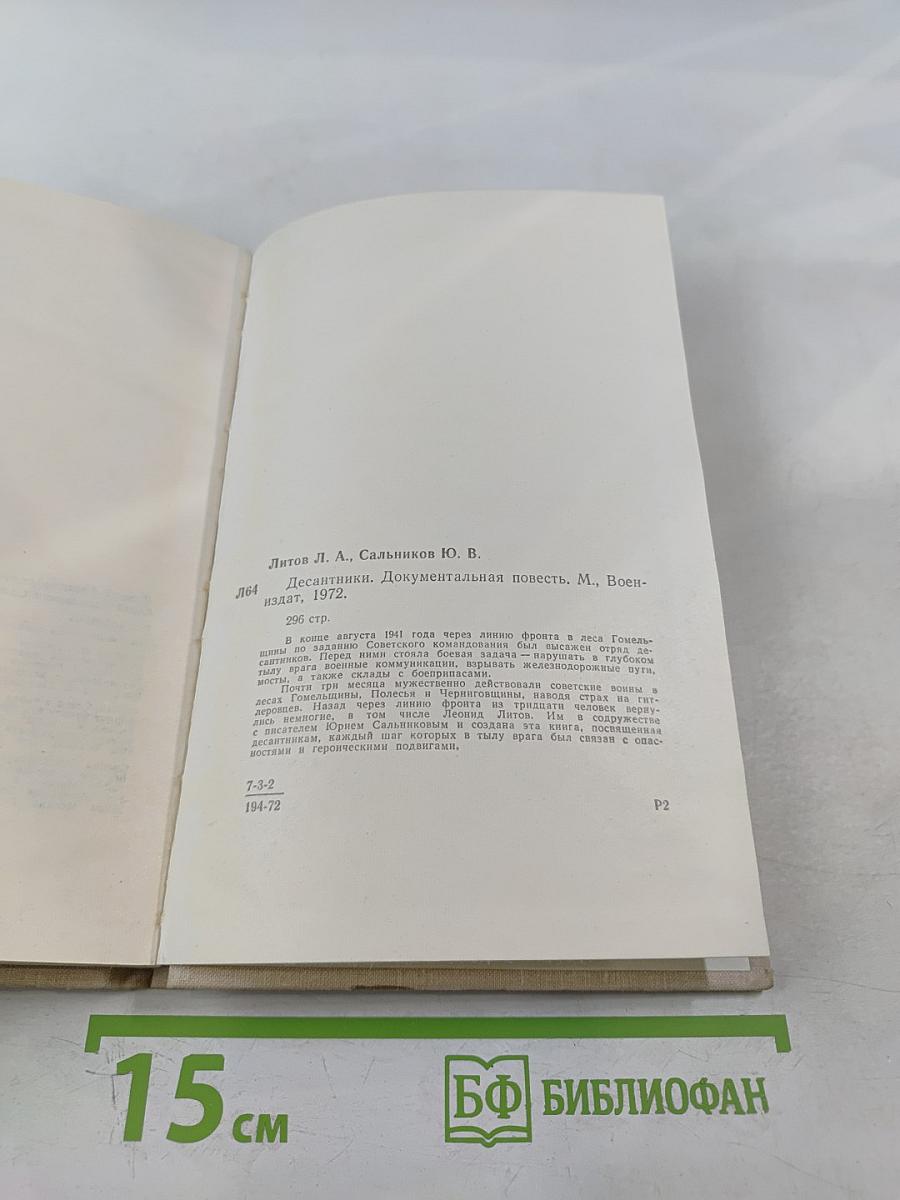 Литов Л. А., Сальников Ю. В.
Л64 Десантники. Документальная повесть. М., Воен-
издат, 1972.
296 стр.
В конце августа 1941 года через линию фронта в леса Гомель-
щины по заданию Советского командования был высажен отряд де-
сантников. Перед ними стояла боевая задача — нарушать в глубоком
тылу врага военные коммуникации, взрывать железнодорожные пути,
мосты, а также склады с боеприпасами.
Почти три месяца мужественно действовали советские воины в
лесах Гомельщины, Полесья и Черниговщины, наводя страх на гит-
леровцев. Назад через линию фронта из тридцати человек верну-
лись немногие, в том числе Леонид Литов. Им в содружестве
с писателем Юрием Сальниковым и создана эта книга, посвященная
десантникам, каждый шаг которых в тылу врага был связан с опас-
ностями и героическими подвигами.
7-3-2
194-72
Р2
15 см
БФ БИБЛИОФАН